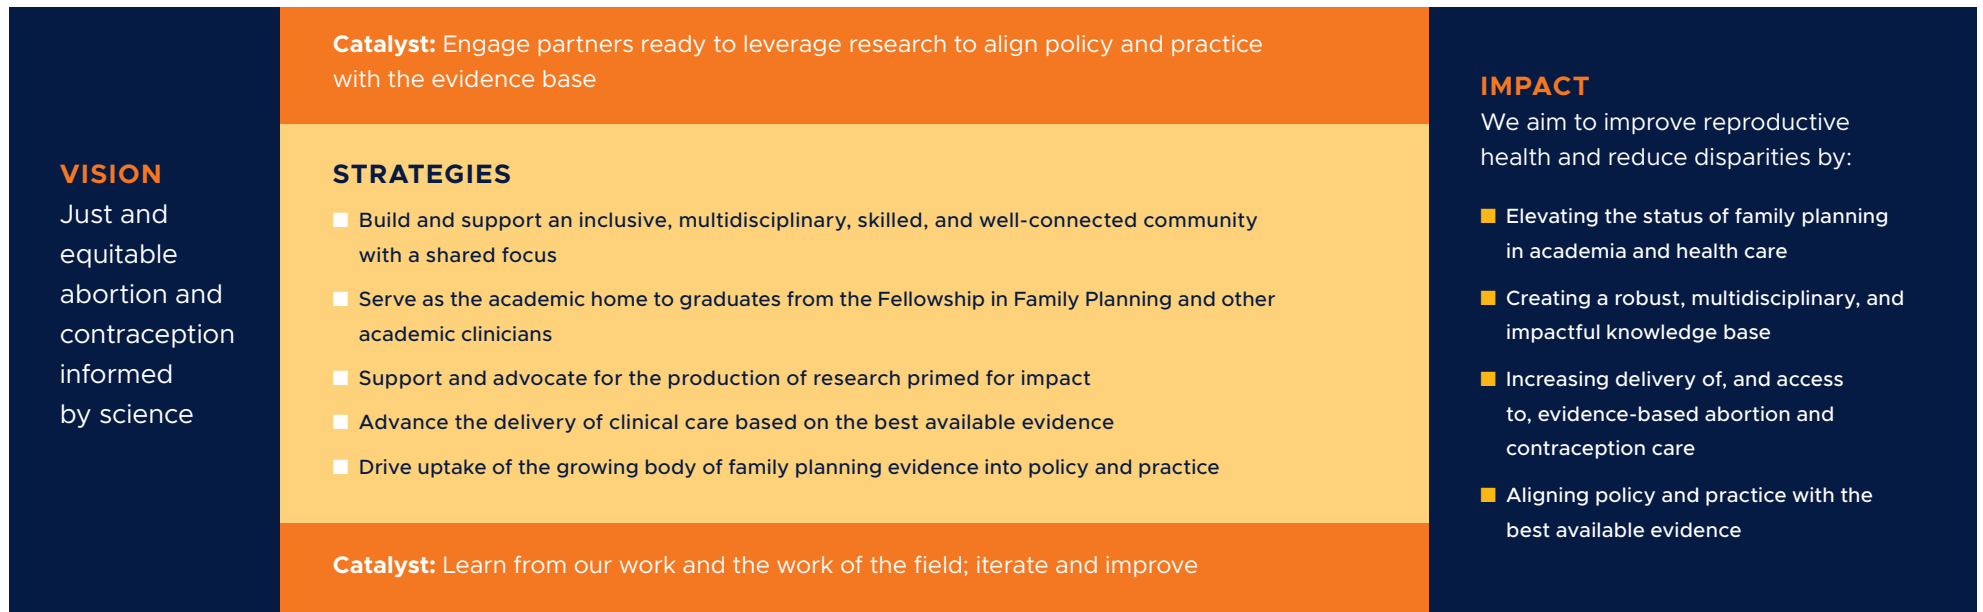 VISION
Just and
equitable
abortion and
contraception
informed
by science
Catalyst: Engage partners ready to leverage research to align policy and practice
with the evidence base
STRATEGIES
Build and support an inclusive, multidisciplinary, skilled, and well-connected community
with a shared focus
Serve as the academic home to graduates from the Fellowship in Family Planning and other
academic clinicians
Support and advocate for the production of research primed for impact
Advance the delivery of clinical care based on the best available evidence
Drive uptake of the growing body of family planning evidence into policy and practice
Catalyst: Learn from our work and the work of the field; iterate and improve
IMPACT
We aim to improve reproductive
health and reduce disparities by:
Elevating the status of family planning
in academia and health care
Creating a robust, multidisciplinary, and
impactful knowledge base
Increasing delivery of, and access
to, evidence-based abortion and
contraception care
Aligning policy and practice with the
best available evidence